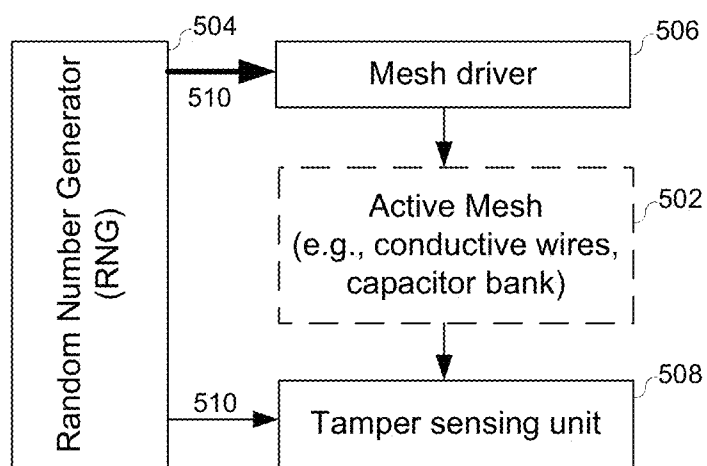 504
Random Number Generator
(RNG)
510
Mesh driver
506
Active Mesh
(e.g., conductive wires,
capacitor bank)
502
510
Tamper sensing unit
508